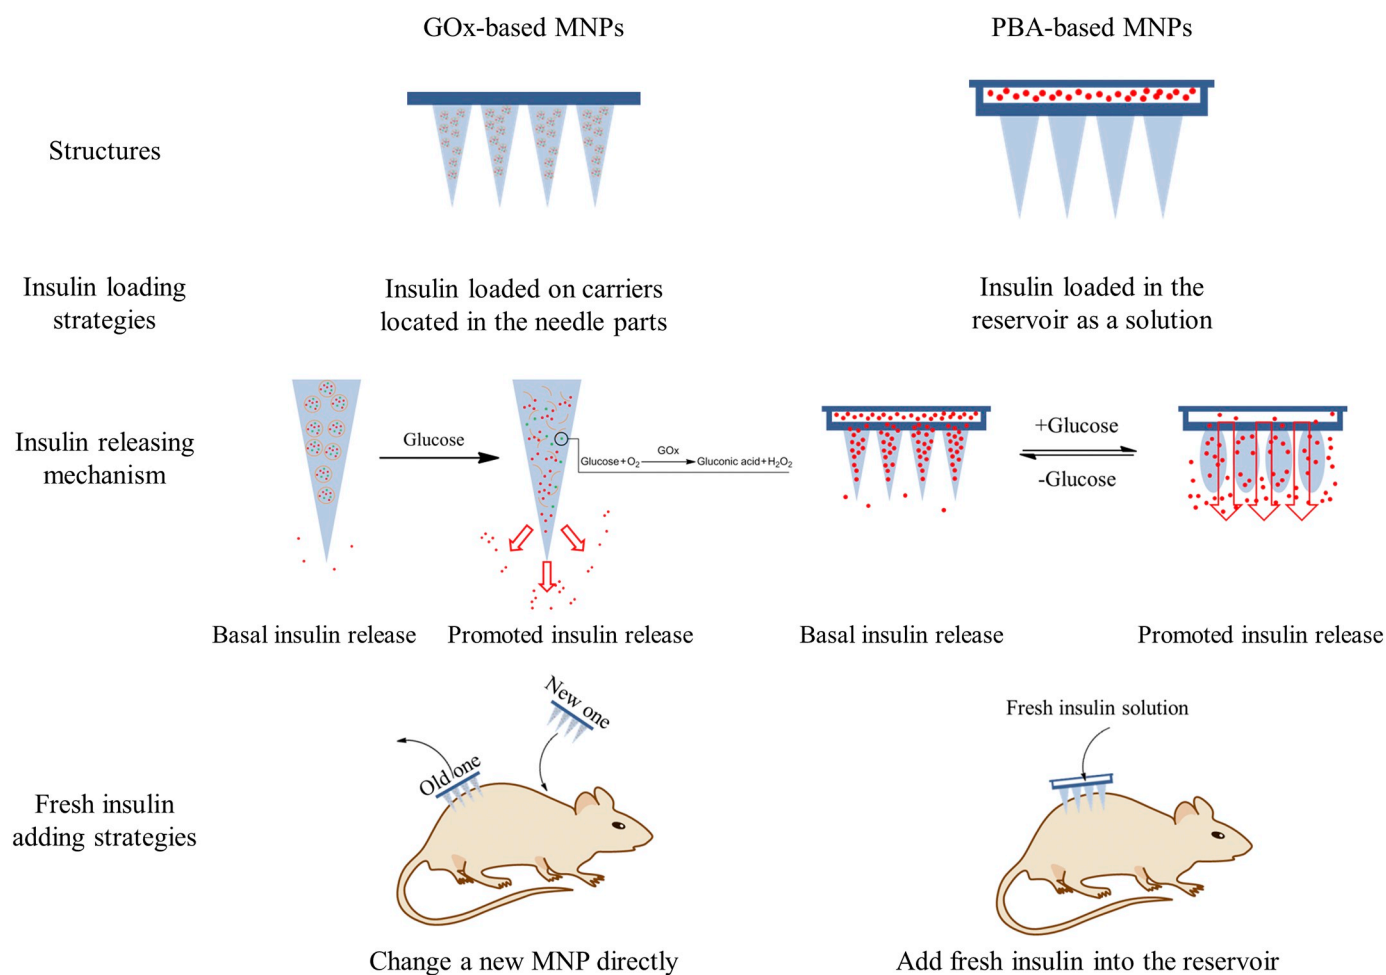 GOx-based MNPs
PBA-based MNPs
Structures
Insulin loading
strategies
Insulin loaded on carriers
located in the needle parts
Insulin loaded in the
reservoir as a solution
Insulin releasing
mechanism
Glucose
GOx
Glucose+O₂
Gluconic acid+H₂O₂
+Glucose
-Glucose
Basal insulin release
Promoted insulin release
Basal insulin release
Promoted insulin release
Fresh insulin
adding strategies
Old one
New one
Fresh insulin solution
Change a new MNP directly
Add fresh insulin into the reservoir